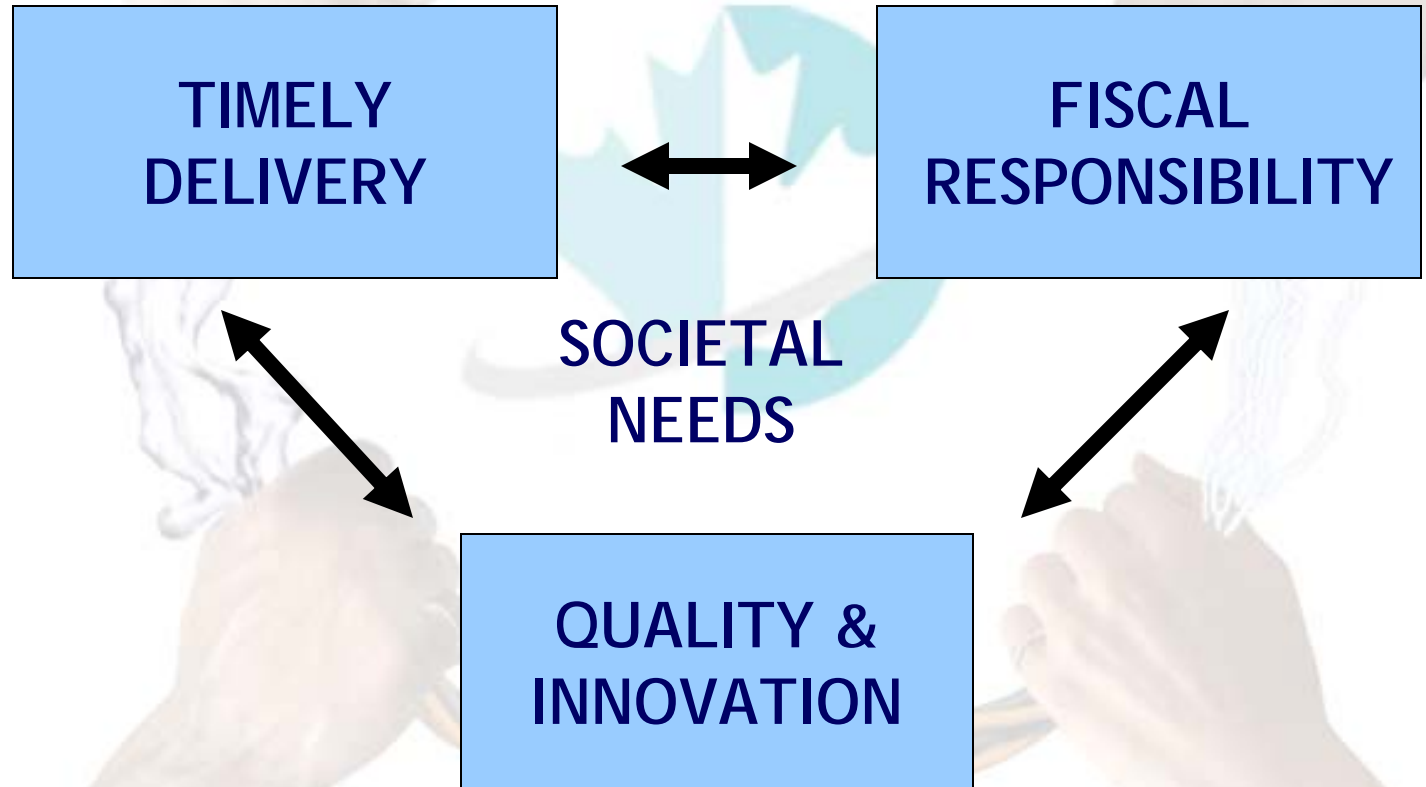 TIMELY
DELIVERY
FISCAL
RESPONSIBILITY
SOCIETAL
NEEDS
QUALITY &
INNOVATION